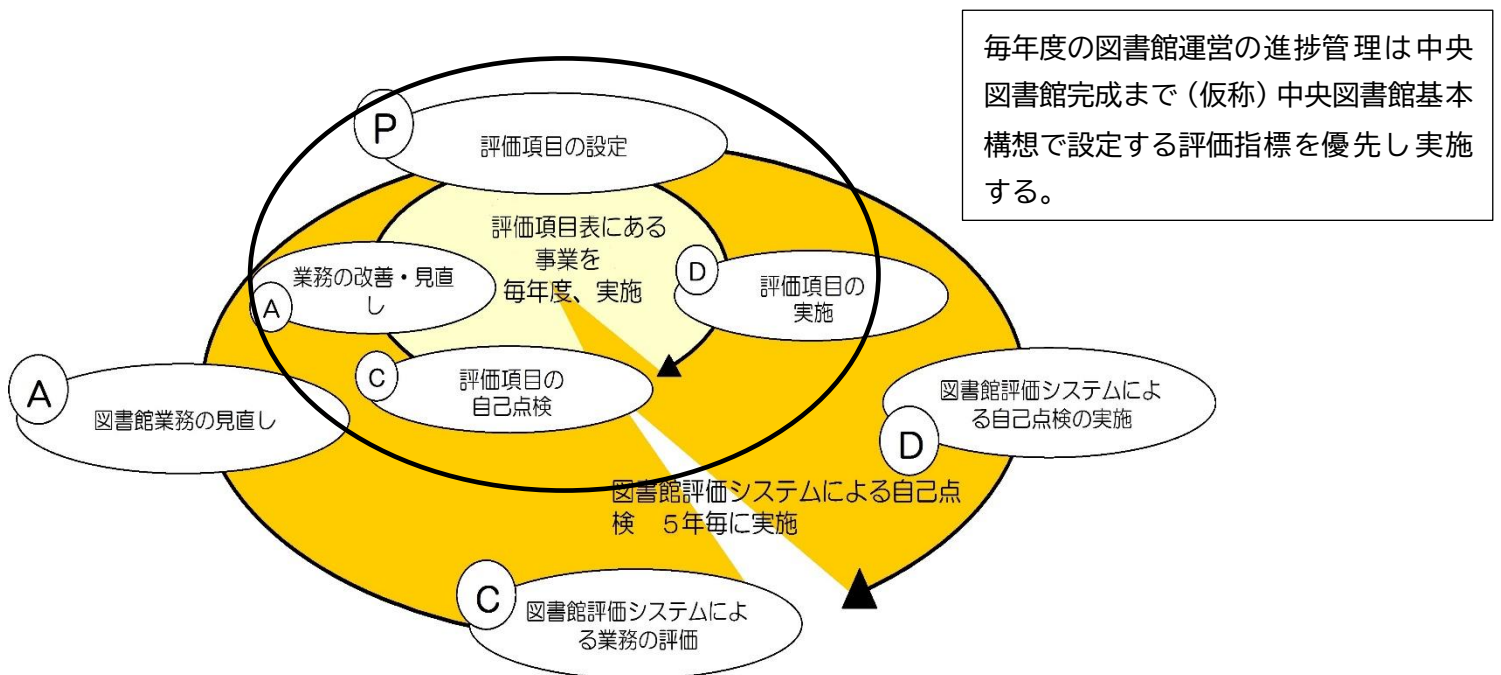 毎年度の図書館運営の進捗管理は中央
図書館完成まで（仮称）中央図書館基本
構想で設定する評価指標を優先し実施
する。
P
評価項目の設定
評価項目表にある
事業を
毎年度、実施
D
評価項目の
実施
業務の改善・見直
し
A
C
評価項目の
自己点検
A
図書館業務の見直し
図書館評価システムによ
る自己点検の実施
D
図書館評価システムによる自己点
検　５年毎に実施
C
図書館評価システムによ
る業務の評価